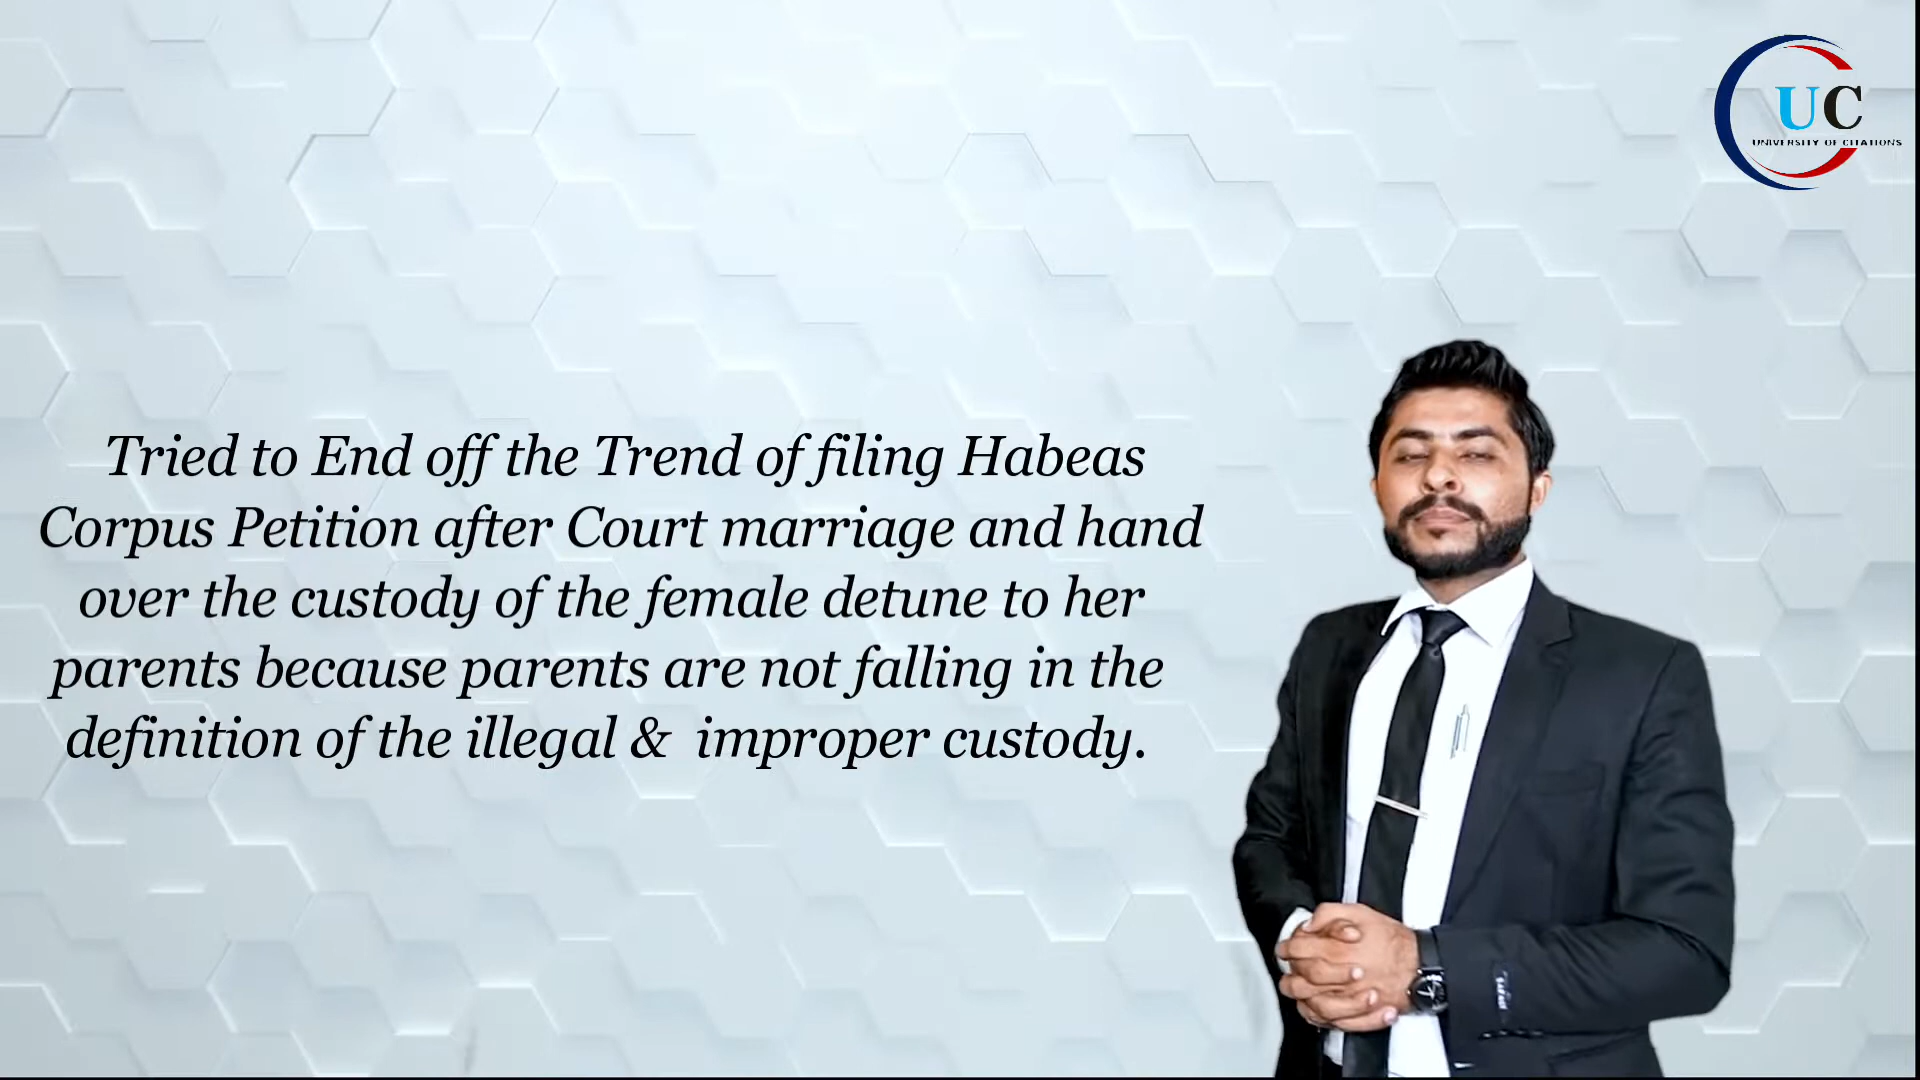 UC
UNIVERSITY OF CITATIONS
Tried to End off the Trend of filing Habeas
Corpus Petition after Court marriage and hand
over the custody of the female detune to her
parents because parents are not falling in the
definition of the illegal & improper custody.